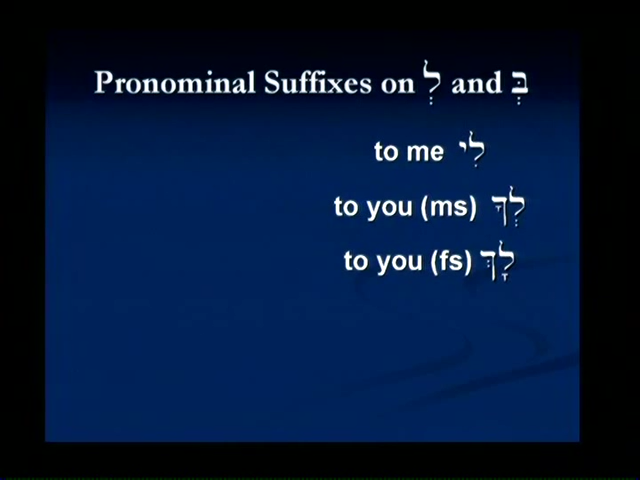 Pronominal Suffixes on לְ and בְּ
to me לִי
to you (ms) לְךָ
to you (fs) לָךְ